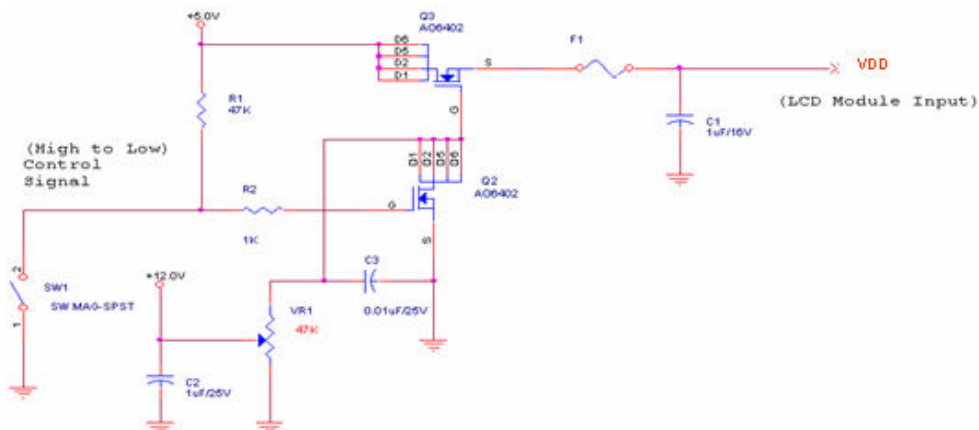 +5.0V
Q3
AO6402
D6
D5
D2
D1
S
G
F1
VDD
(LCD Module Input)
C1
1uF/16V
R1
47K
(High to Low)
Control
Signal
D1
D2
D5
D6
Q2
AO6402
R2
G
1K
S
2
SW1
SW MAG-SPST
1
+12.0V
C3
0.01uF/25V
VR1
47K
C2
1uF/25V